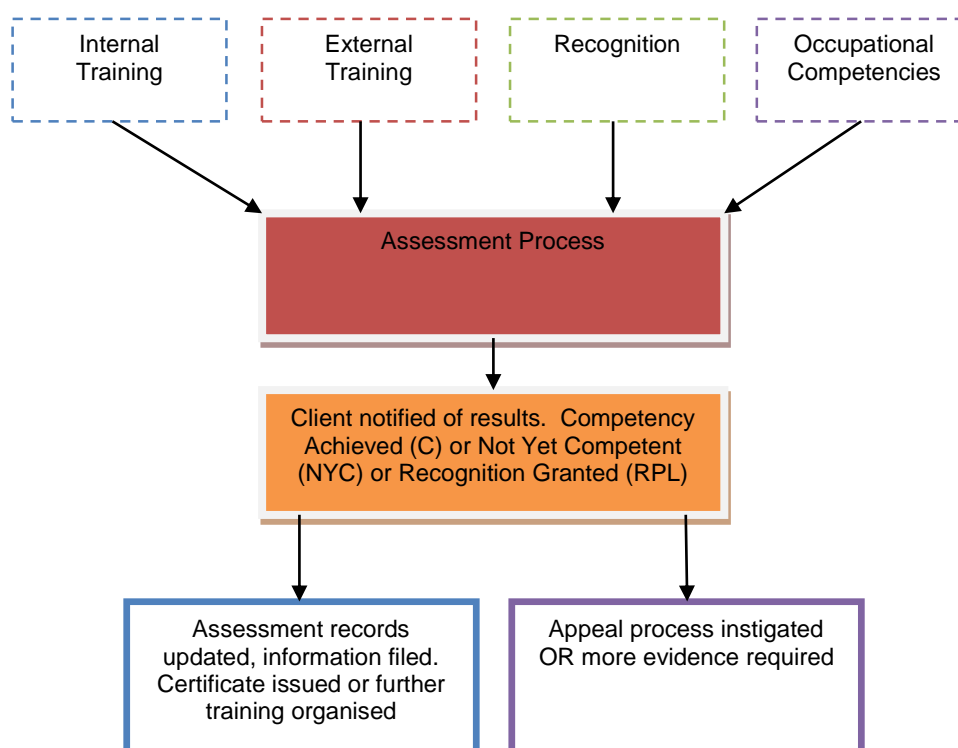 Internal
Training
External
Training
Recognition
Occupational
Competencies
Assessment Process
Client notified of results.  Competency
Achieved (C) or Not Yet Competent
(NYC) or Recognition Granted (RPL)
Assessment records
updated, information filed.
Certificate issued or further
training organised
Appeal process instigated
OR more evidence required